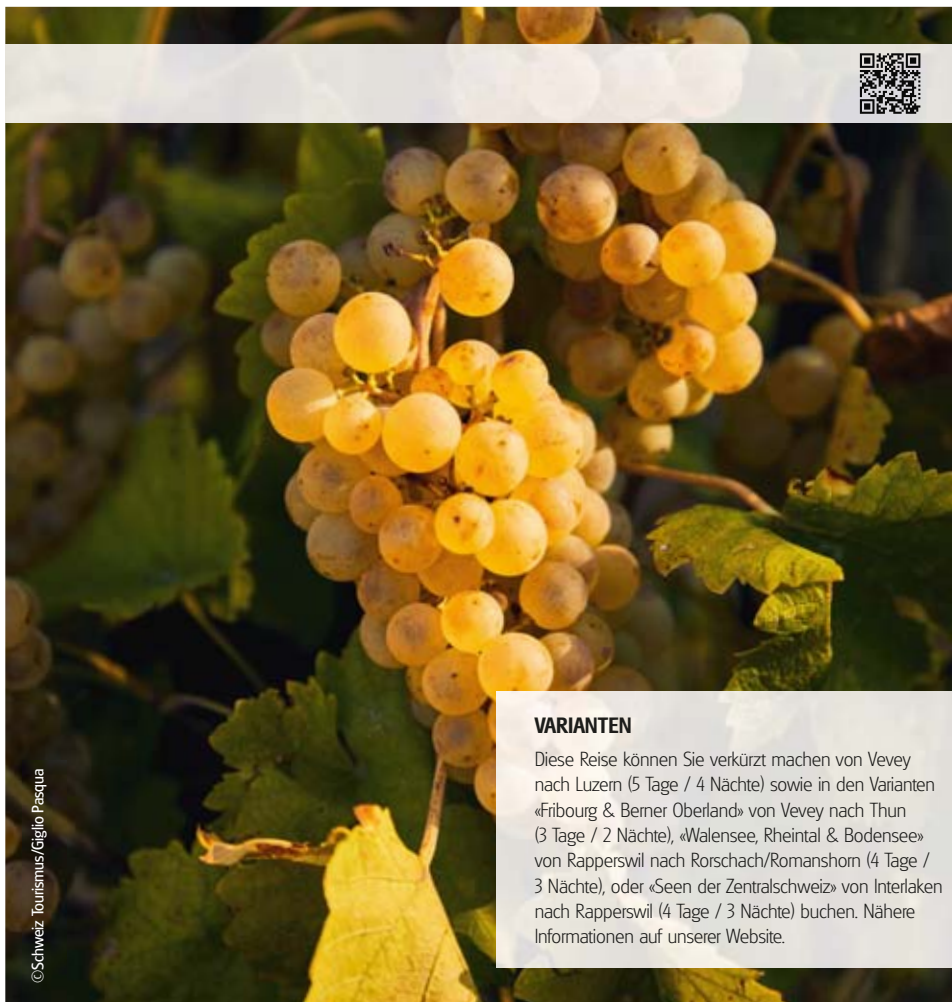 VARIANTEN
Diese Reise können Sie verkürzt machen von Vevey
nach Luzern (5 Tage / 4 Nächte) sowie in den Varianten
«Fribourg & Berner Oberland» von Vevey nach Thun
(3 Tage / 2 Nächte), «Walensee, Rheintal & Bodensee»
von Rapperswil nach Rorschach/Romanshorn (4 Tage /
3 Nächte), oder «Seen der Zentralschweiz» von Interlaken
nach Rapperswil (4 Tage / 3 Nächte) buchen. Nähere
Informationen auf unserer Website.
©Schweiz Tourismus/Giglio Pasqua